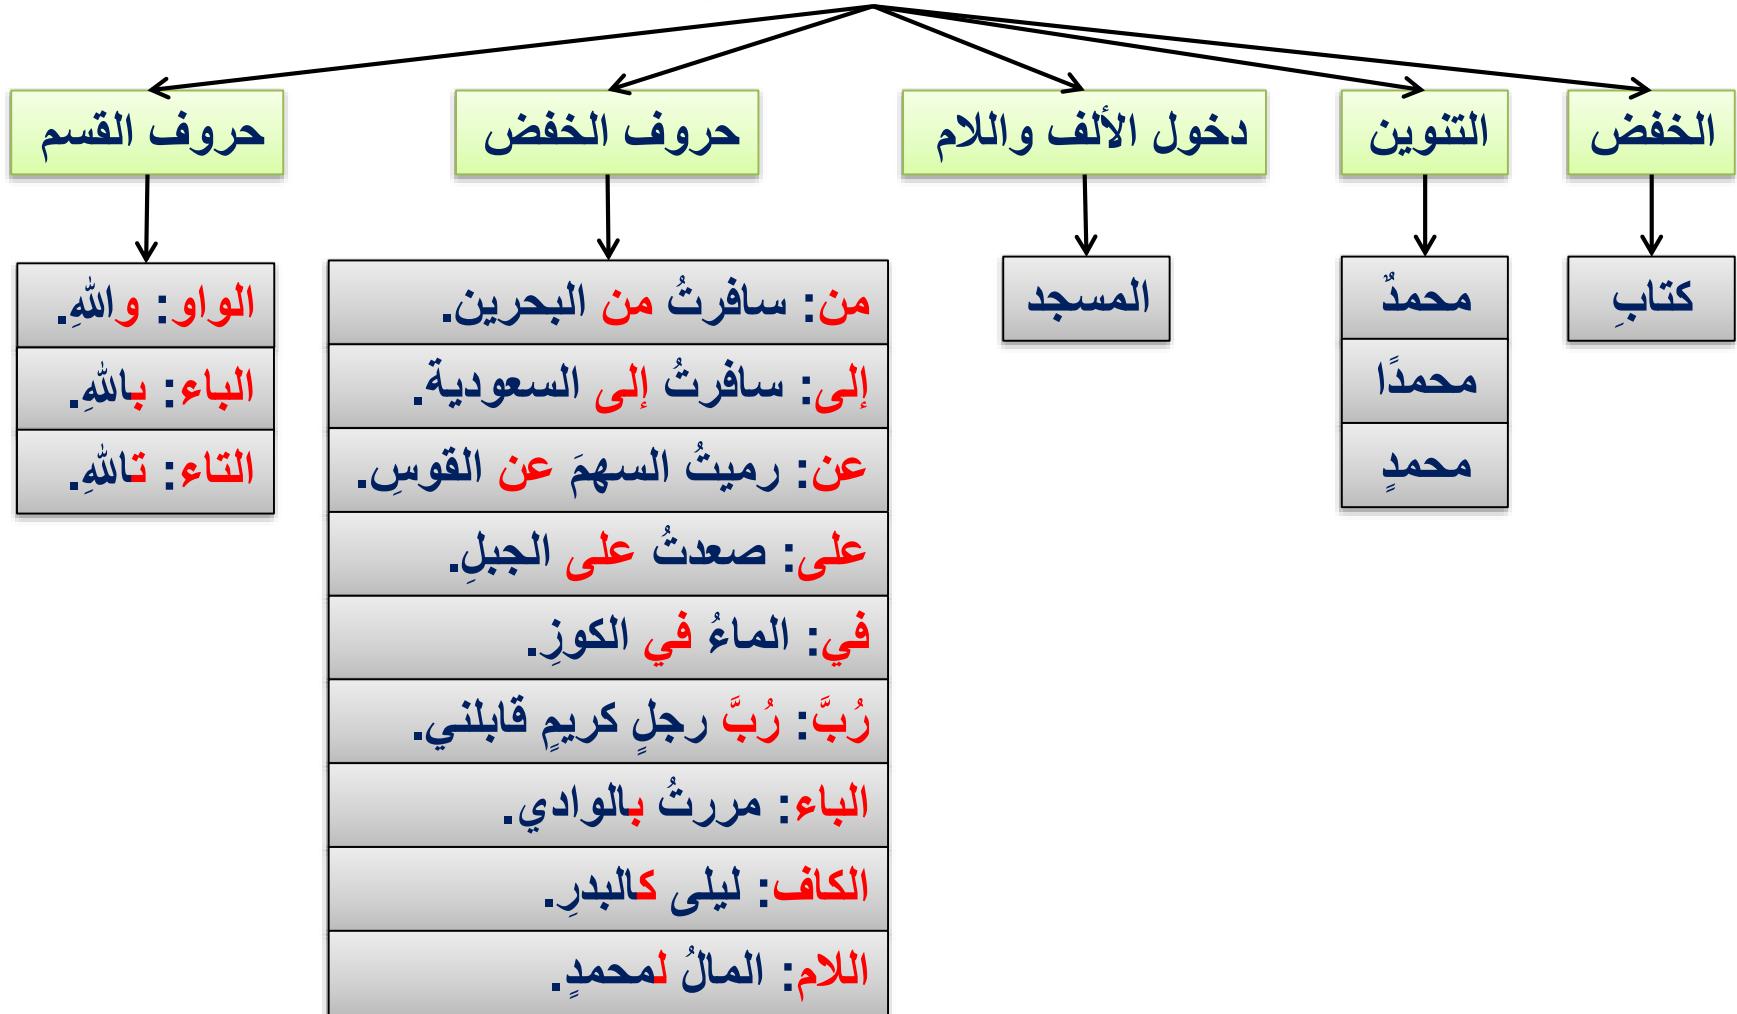 الخفض
التنوين
دخول الألف واللام
حروف الخفض
حروف القسم
كتابِ
محمدٌ
محمدًا
محمدٍ
المسجد
من: سافرتُ من البحرين.
إلى: سافرتُ إلى السعودية.
عن: رميتُ السهمَ عن القوسِ.
على: صعدتُ على الجبلِ.
في: الماءُ في الكوزِ.
رُبَّ: رُبَّ رجلٍ كريمٍ قابلني.
الباء: مررتُ بالوادي.
الكاف: ليلى كالبدرِ.
اللام: المالُ لمحمدٍ.
الواو: واللهِ.
الباء: باللهِ.
التاء: تاللهِ.